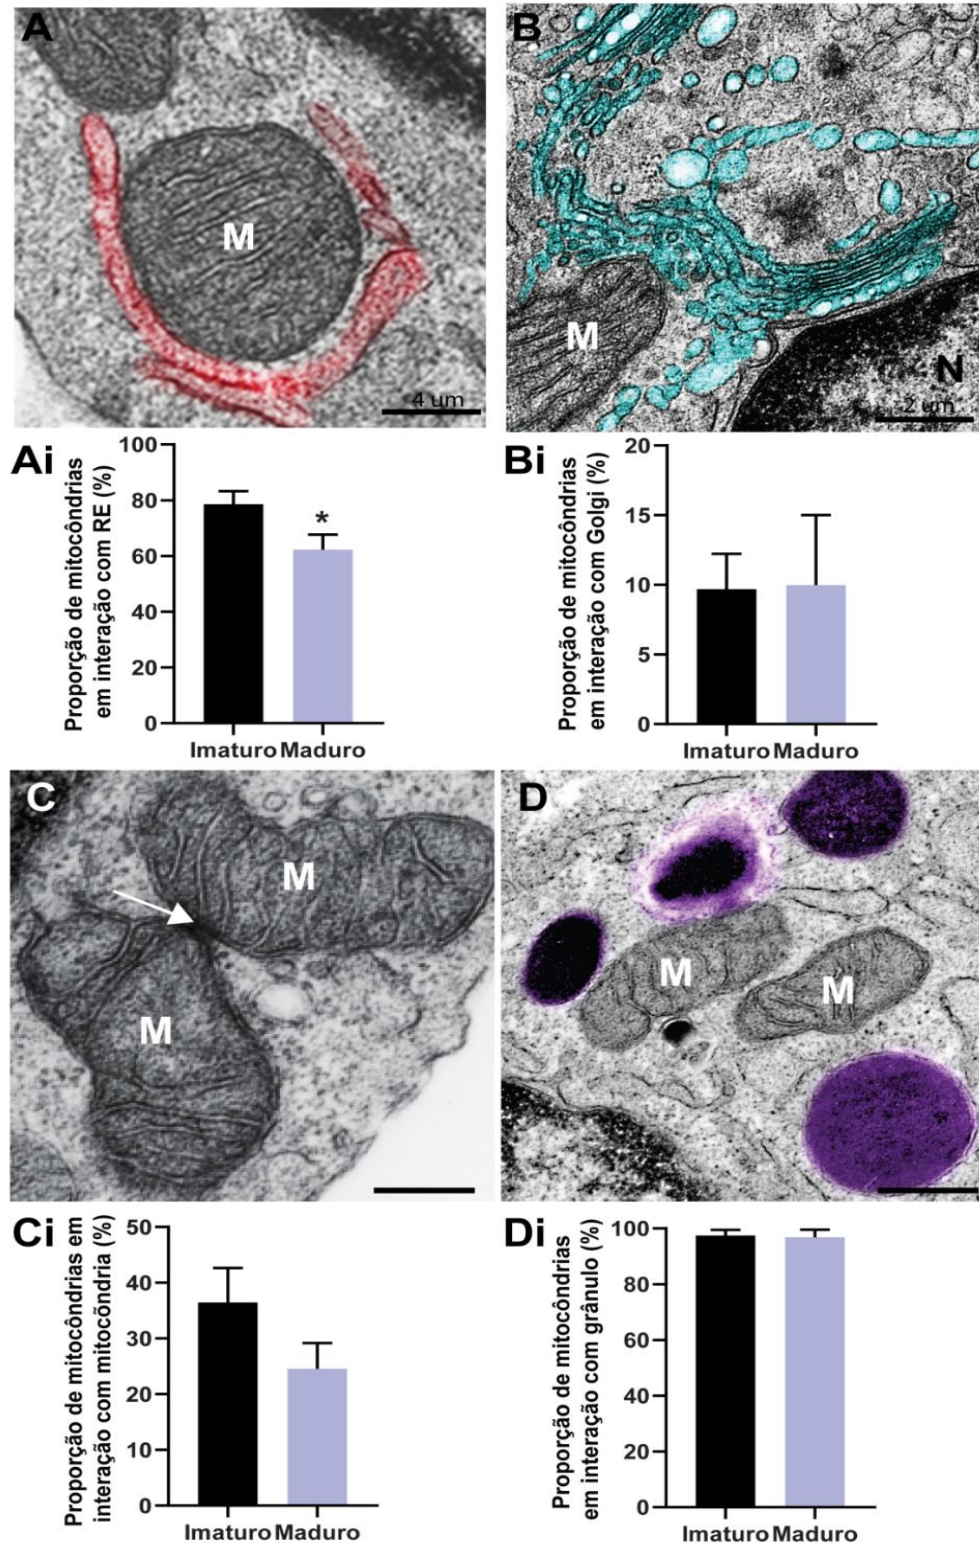 A
B
M
M
N
4 um
2 um
Ai
Proporção de mitocôndrias
em interação com RE (%)
100
80
60
40
20
0
*
Imaturo Maduro
Bi
Proporção de mitocôndrias
em interação com Golgi (%)
20
15
10
5
0
Imaturo Maduro
C
D
M
M
M
M
Ci
Proporção de mitocôndrias em
interação com mitocõndria (%)
50
40
30
20
10
0
Imaturo Maduro
Di
Proporção de mitocôndrias
em interação com grânulo (%)
100
80
60
40
20
0
Imaturo Maduro